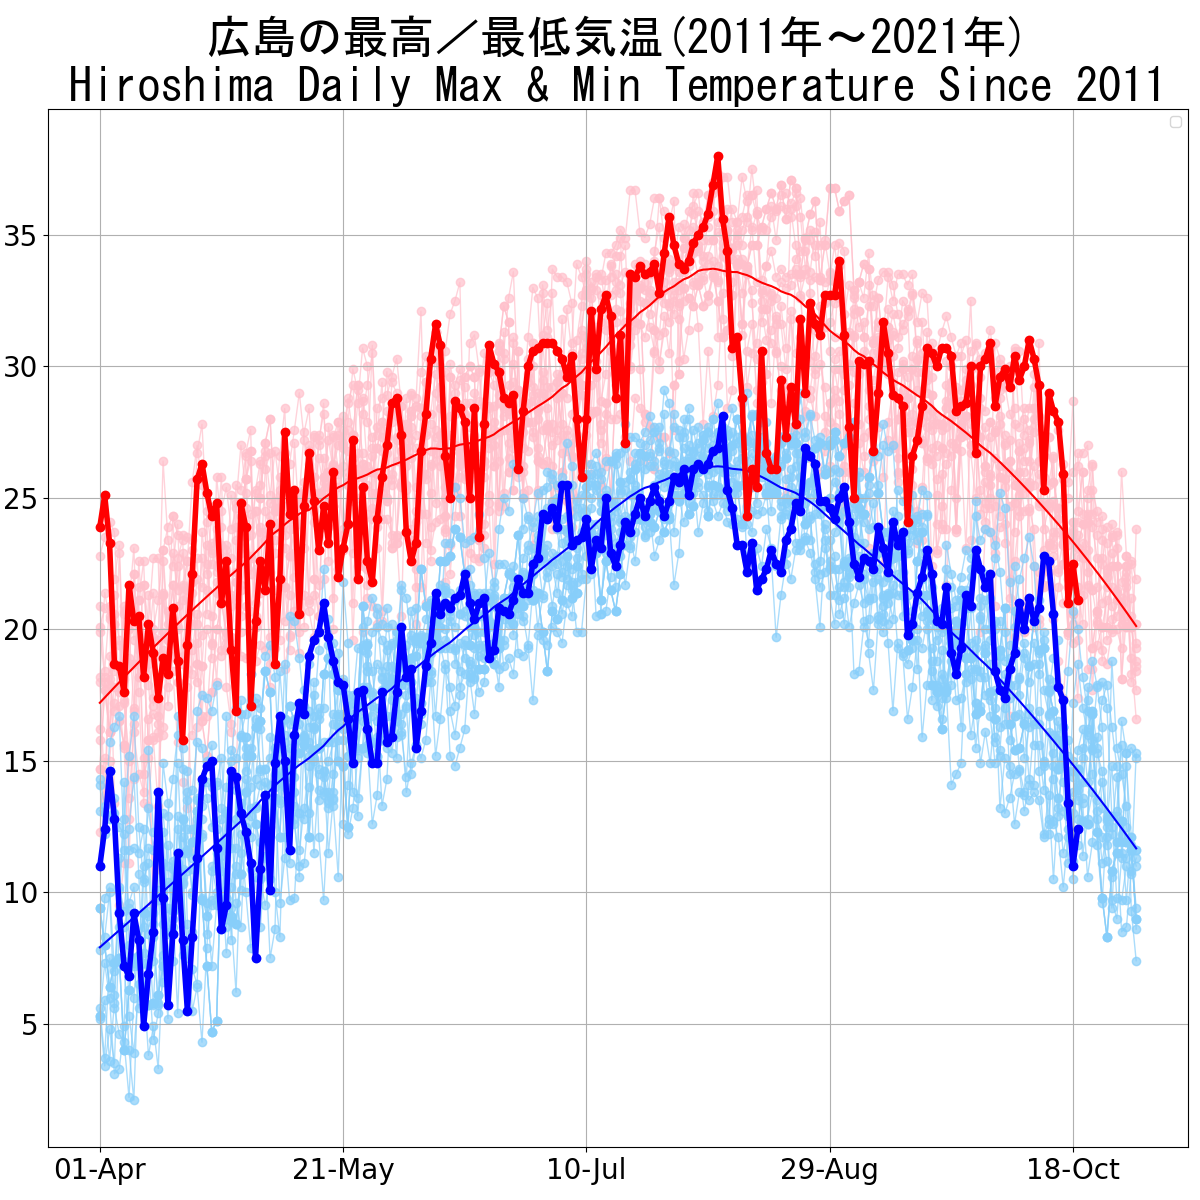 広島の最高／最低気温(2011年～2021年)
Hiroshima Daily Max & Min Temperature Since 2011
35
30
25
20
15
10
5
01-Apr 21-May 10-Jul 29-Aug 18-Oct